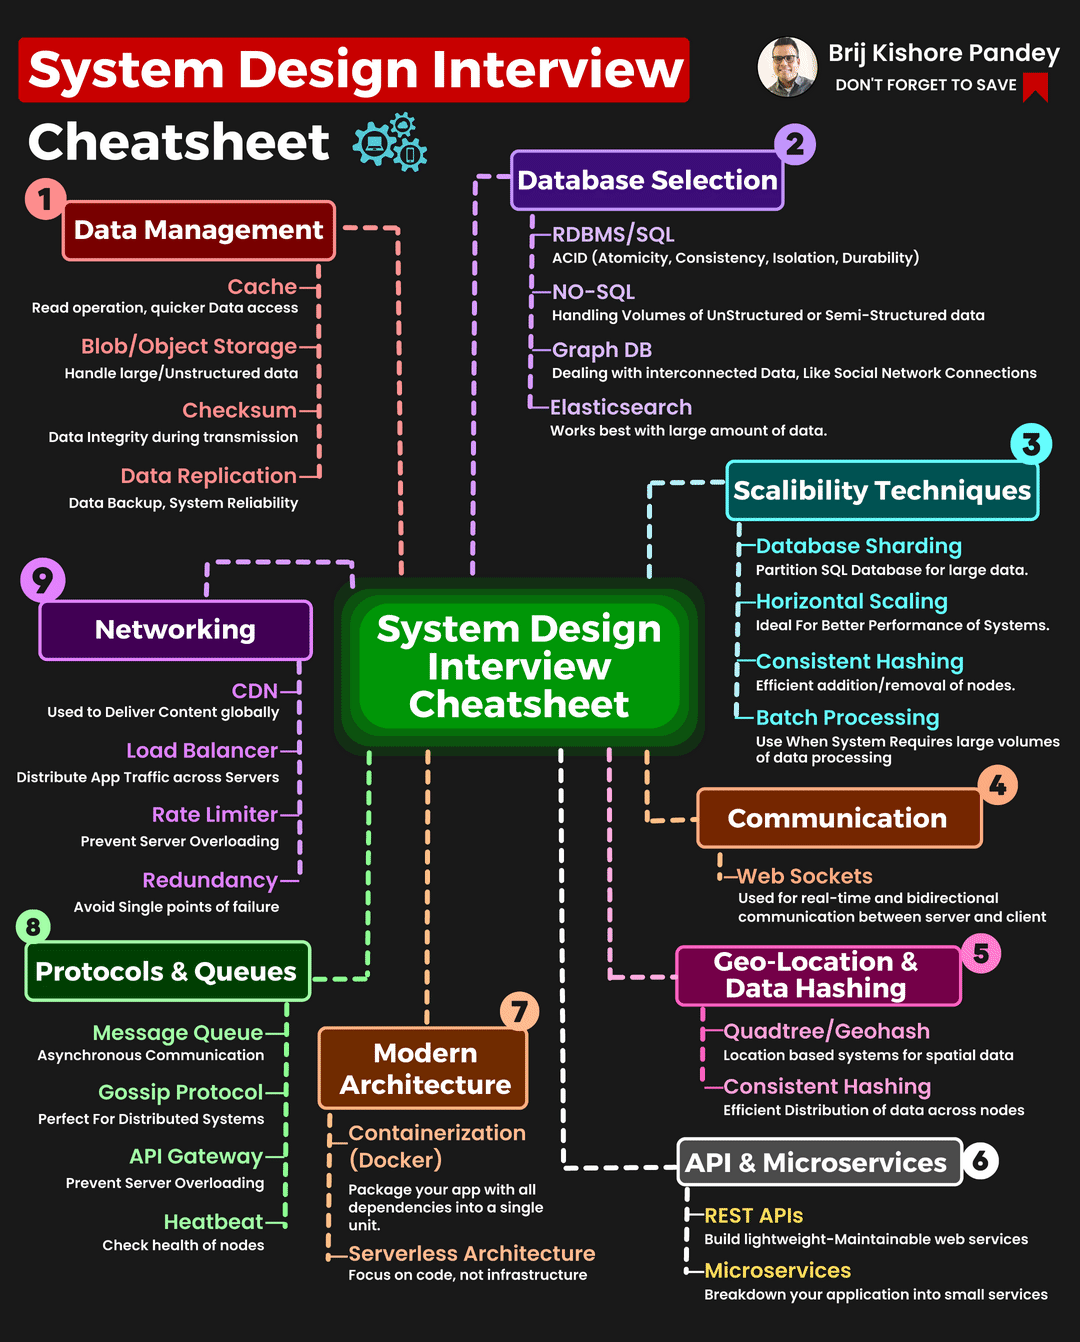 System Design Interview
Cheatsheet
Brij Kishore Pandey
DON'T FORGET TO SAVE
1
Data Management
Cache
Read operation, quicker Data access
Blob/Object Storage
Handle large/Unstructured data
Checksum
Data Integrity during transmission
Data Replication
Data Backup, System Reliability
2
Database Selection
RDBMS/SQL
ACID (Atomicity, Consistency, Isolation, Durability)
NO-SQL
Handling Volumes of UnStructured or Semi-Structured data
Graph DB
Dealing with interconnected Data, Like Social Network Connections
Elasticsearch
Works best with large amount of data.
3
Scalibility Techniques
Database Sharding
Partition SQL Database for large data.
Horizontal Scaling
Ideal For Better Performance of Systems.
Consistent Hashing
Efficient addition/removal of nodes.
Batch Processing
Use When System Requires large volumes
of data processing
System Design
Interview
Cheatsheet
4
Communication
Web Sockets
Used for real-time and bidirectional
communication between server and client
5
Geo-Location &
Data Hashing
Quadtree/Geohash
Location based systems for spatial data
Consistent Hashing
Efficient Distribution of data across nodes
6
API & Microservices
REST APIs
Build lightweight-Maintainable web services
Microservices
Breakdown your application into small services
7
Modern
Architecture
Containerization
(Docker)
Package your app with all
dependencies into a single
unit.
Serverless Architecture
Focus on code, not infrastructure
8
Protocols & Queues
Message Queue
Asynchronous Communication
Gossip Protocol
Perfect For Distributed Systems
API Gateway
Prevent Server Overloading
Heatbeat
Check health of nodes
9
Networking
CDN
Used to Deliver Content globally
Load Balancer
Distribute App Traffic across Servers
Rate Limiter
Prevent Server Overloading
Redundancy
Avoid Single points of failure